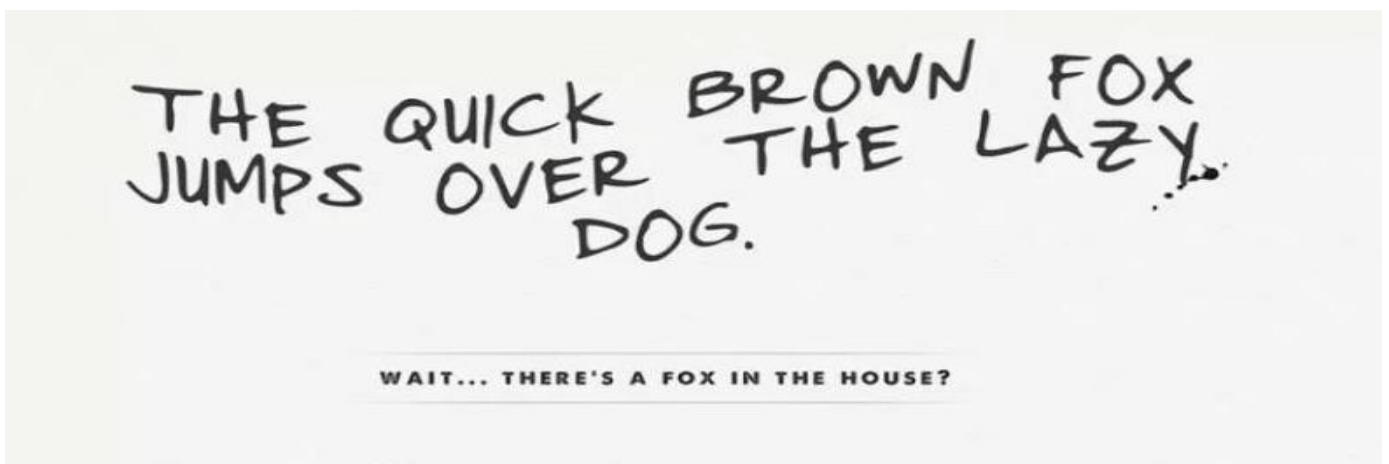 THE QUICK BROWN FOX
JUMPS OVER THE LAZY
DOG.
WAIT... THERE'S A FOX IN THE HOUSE?